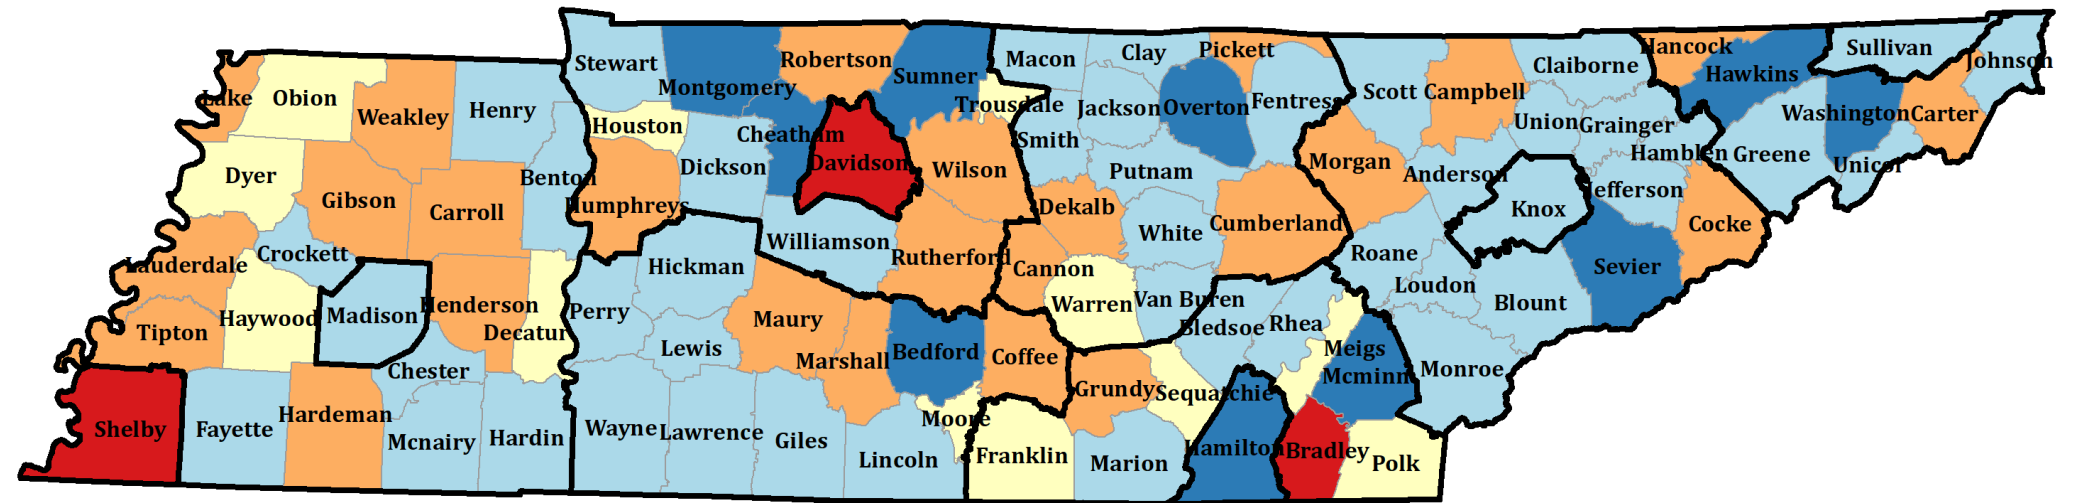 Lake
Obion
Weakley
Henry
Stewart
Montgomery
Robertson
Sumner
Macon
Clay
Pickett
Scott
Campbell
Claiborne
Hancock
Hawkins
Sullivan
Johnson
Dyer
Gibson
Carroll
Benton
Houston
Humphreys
Dickson
Cheatham
Davidson
Wilson
Trousdale
Smith
Jackson
Overton
Fentress
Putnam
Morgan
Anderson
Union
Grainger
Hamblen
Jefferson
Greene
Washington
Carter
Unicoi
Lauderdale
Crockett
Haywood
Madison
Henderson
Decatur
Perry
Hickman
Williamson
Rutherford
Cannon
Dekalb
White
Cumberland
Warren
Van Buren
Bledsoe
Rhea
Roane
Loudon
Knox
Blount
Sevier
Cocke
Tipton
Shelby
Fayette
Hardeman
Chester
Mcnairy
Hardin
Wayne
Lewis
Lawrence
Maury
Giles
Marshall
Bedford
Lincoln
Moore
Coffee
Franklin
Grundy
Sequatchie
Marion
Hamilton
Meigs
Mcminn
Bradley
Polk
Monroe